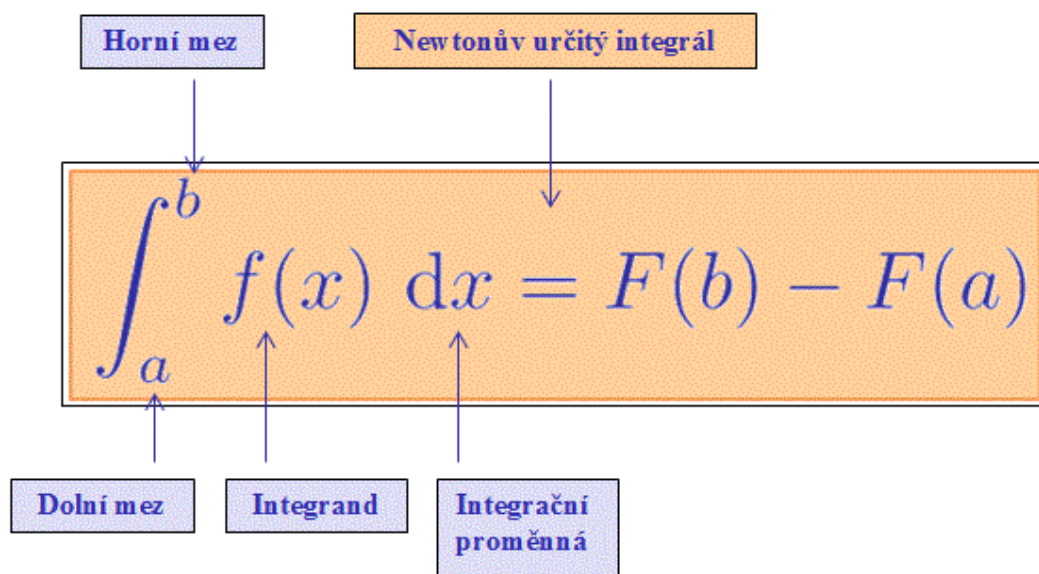 Horní mez
Newtonův určitý integrál
∫_a^b f(x) dx = F(b) − F(a)
Dolní mez
Integrand
Integrační
proměnná